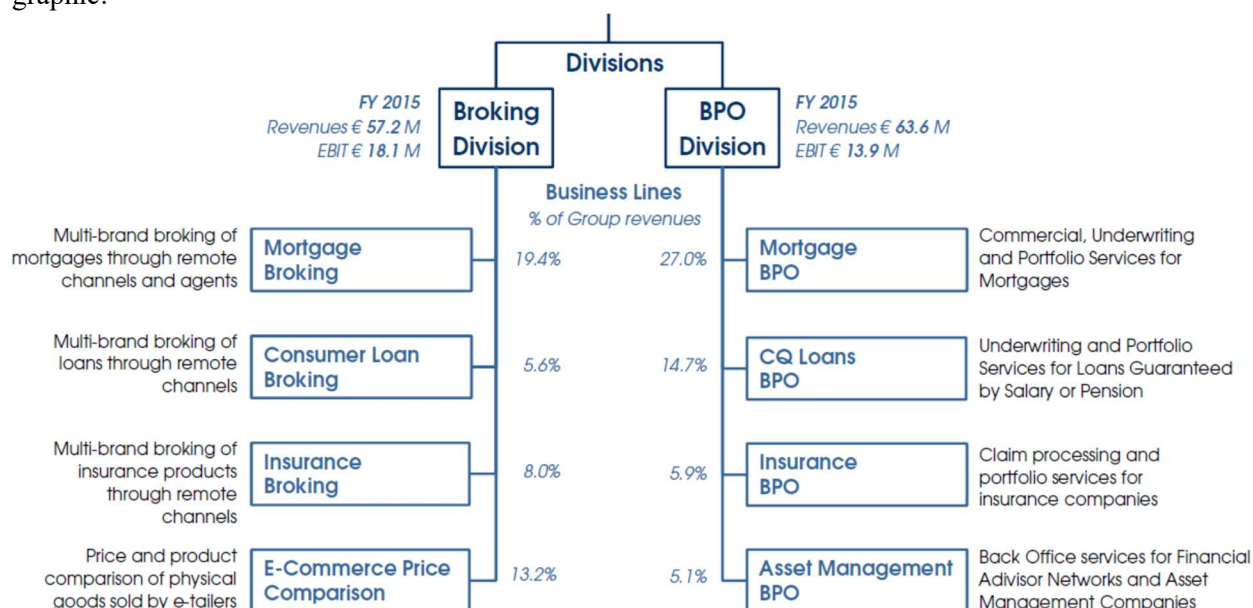 graphic:
Divisions
FY 2015
Revenues € 57.2 M
EBIT € 18.1 M
Broking
Division
BPO
Division
FY 2015
Revenues € 63.6 M
EBIT € 13.9 M
Business Lines
% of Group revenues
Multi-brand broking of
mortgages through remote
channels and agents
Mortgage
Broking
19.4%
27.0%
Mortgage
BPO
Commercial, Underwriting
and Portfolio Services for
Mortgages
Multi-brand broking of
loans through remote
channels
Consumer Loan
Broking
5.6%
14.7%
CQ Loans
BPO
Underwriting and Portfolio
Services for Loans Guaranteed
by Salary or Pension
Multi-brand broking of
insurance products
through remote
channels
Insurance
Broking
8.0%
5.9%
Insurance
BPO
Claim processing and
portfolio services for
insurance companies
Price and product
comparison of physical
goods sold by e-tailers
E-Commerce Price
Comparison
13.2%
5.1%
Asset Management
BPO
Back Office services for Financial
Advisor Networks and Asset
Management Companies